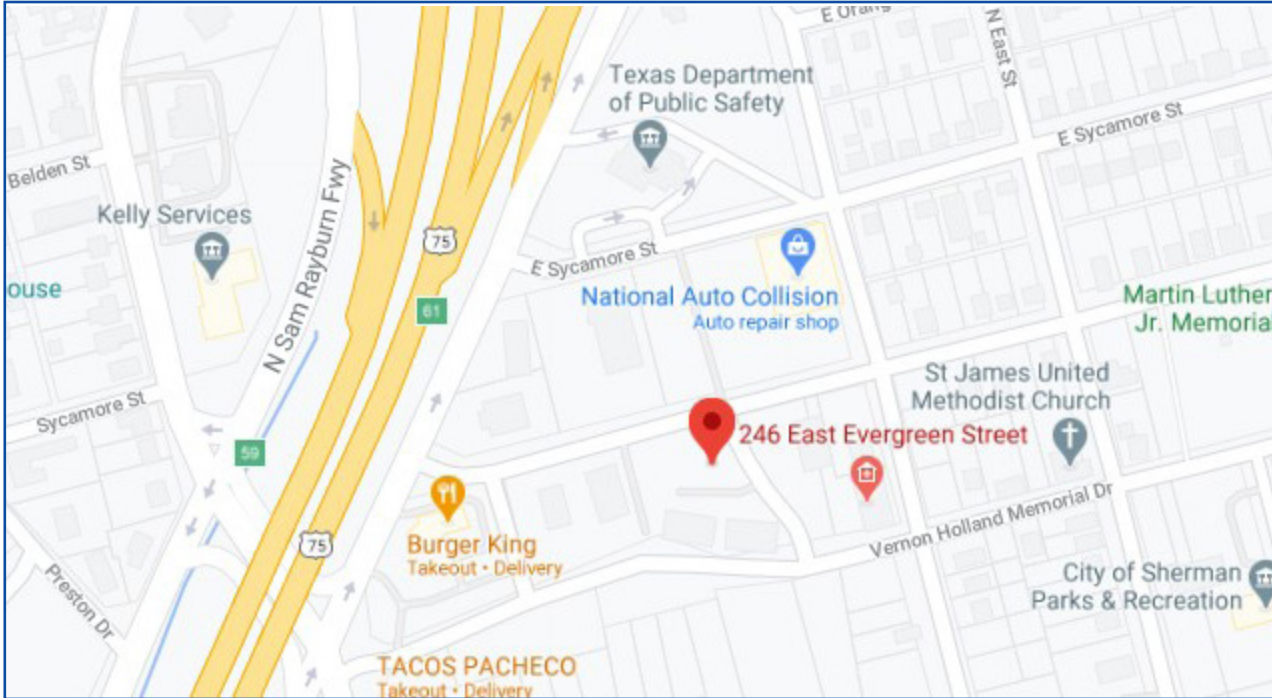 E Orang
N East St
Texas Department
of Public Safety
E Sycamore St
Belden St
Kelly Services
N Sam Rayburn Fwy
75
E Sycamore St
ouse
61
National Auto Collision
Auto repair shop
Martin Luther
Jr. Memorial
St James United
Methodist Church
Sycamore St
246 East Evergreen Street
59
Burger King
Takeout • Delivery
75
Vernon Holland Memorial Dr
Preston Dr
City of Sherman
Parks & Recreation
TACOS PACHECO
Takeout • Delivery